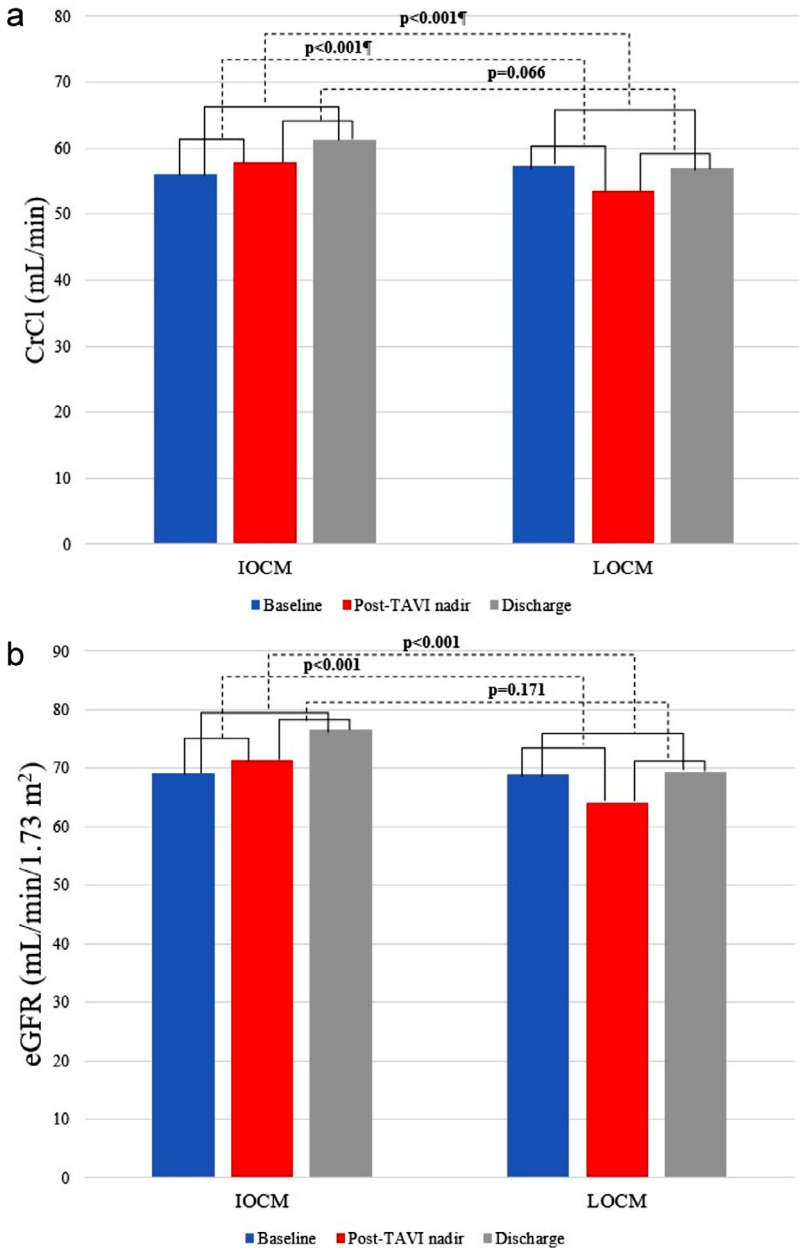 a
80
70
60
50
40
30
20
10
0
CrCl (mL/min)
p<0.001¶
p<0.001¶
p=0.066
IOCM
LOCM
Baseline
Post-TAVI nadir
Discharge
b
90
80
70
60
50
40
30
20
10
0
eGFR (mL/min/1.73 m²)
p<0.001
p<0.001
p=0.171
IOCM
LOCM
Baseline
Post-TAVI nadir
Discharge